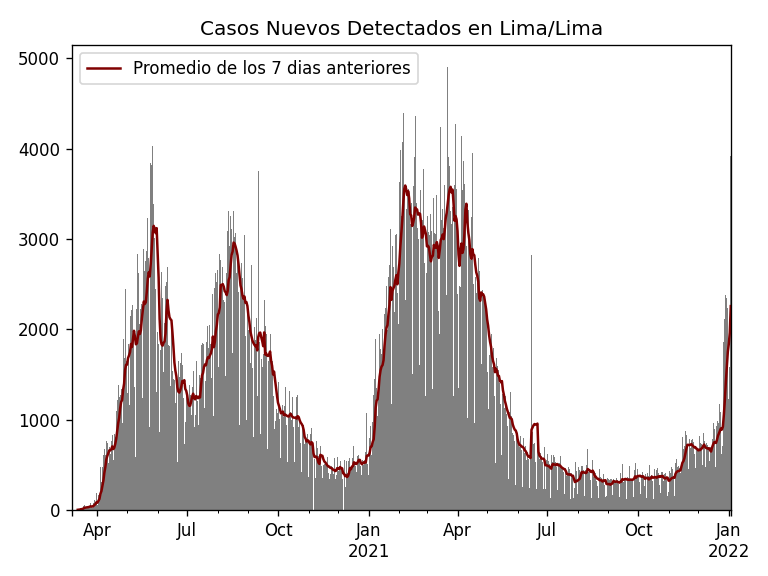 Casos Nuevos Detectados en Lima/Lima
Promedio de los 7 dias anteriores
5000
4000
3000
2000
1000
0
Apr Jul Oct Jan Apr Jul Oct Jan
2021 2022